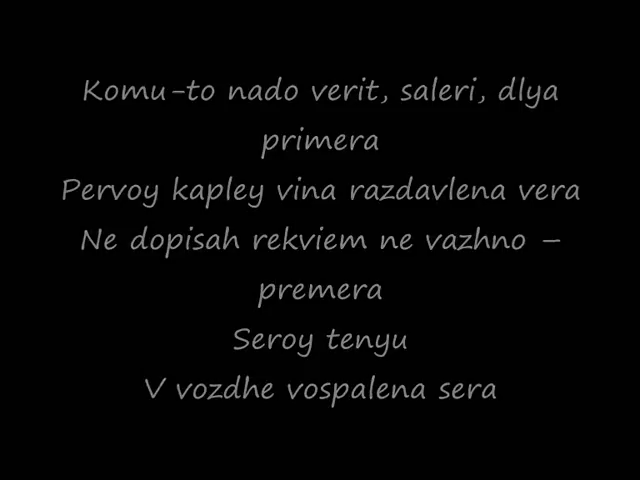 Komu-to nado verit, saleri, dlya
primera
Pervoy kapley vina razdavlena vera
Ne dopisah rekviem ne vazhno –
premera
Seroy tenyu
V vozdhe vospalena sera